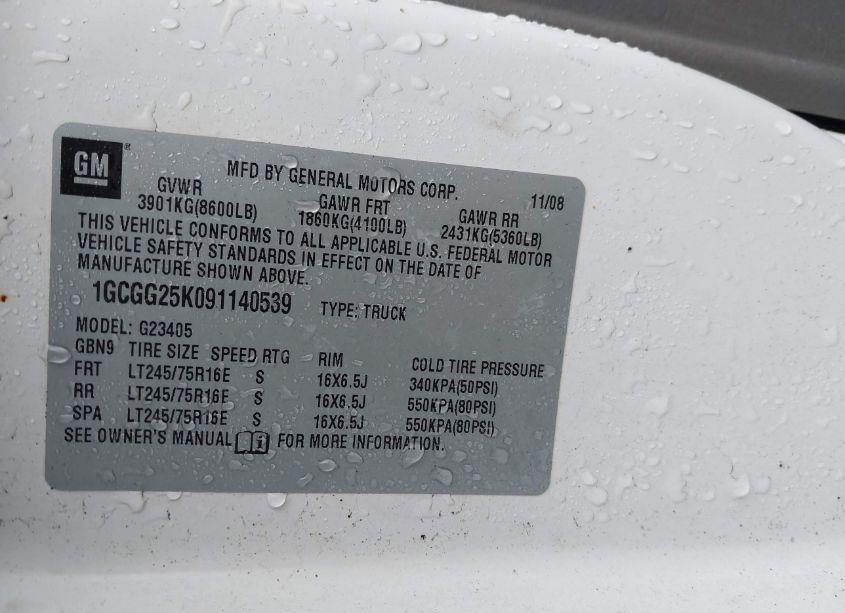 GM®
MFD BY GENERAL MOTORS CORP. 11/08
GVWR GAWR FRT GAWR RR
3901KG(8600LB) 1860KG(4100LB) 2431KG(5360LB)
THIS VEHICLE CONFORMS TO ALL APPLICABLE U.S. FEDERAL MOTOR
VEHICLE SAFETY STANDARDS IN EFFECT ON THE DATE OF
MANUFACTURE SHOWN ABOVE.
1GCGG25K091140539 TYPE: TRUCK
MODEL: G23405
GBN9 TIRE SIZE SPEED RTG RIM COLD TIRE PRESSURE
FRT LT245/75R16E S 16X6.5J 340KPA(50PSI)
RR LT245/75R16E S 16X6.5J 550KPA(80PSI)
SPA LT245/75R16E S 16X6.5J 550KPA(80PSI)
SEE OWNER'S MANUAL i FOR MORE INFORMATION.